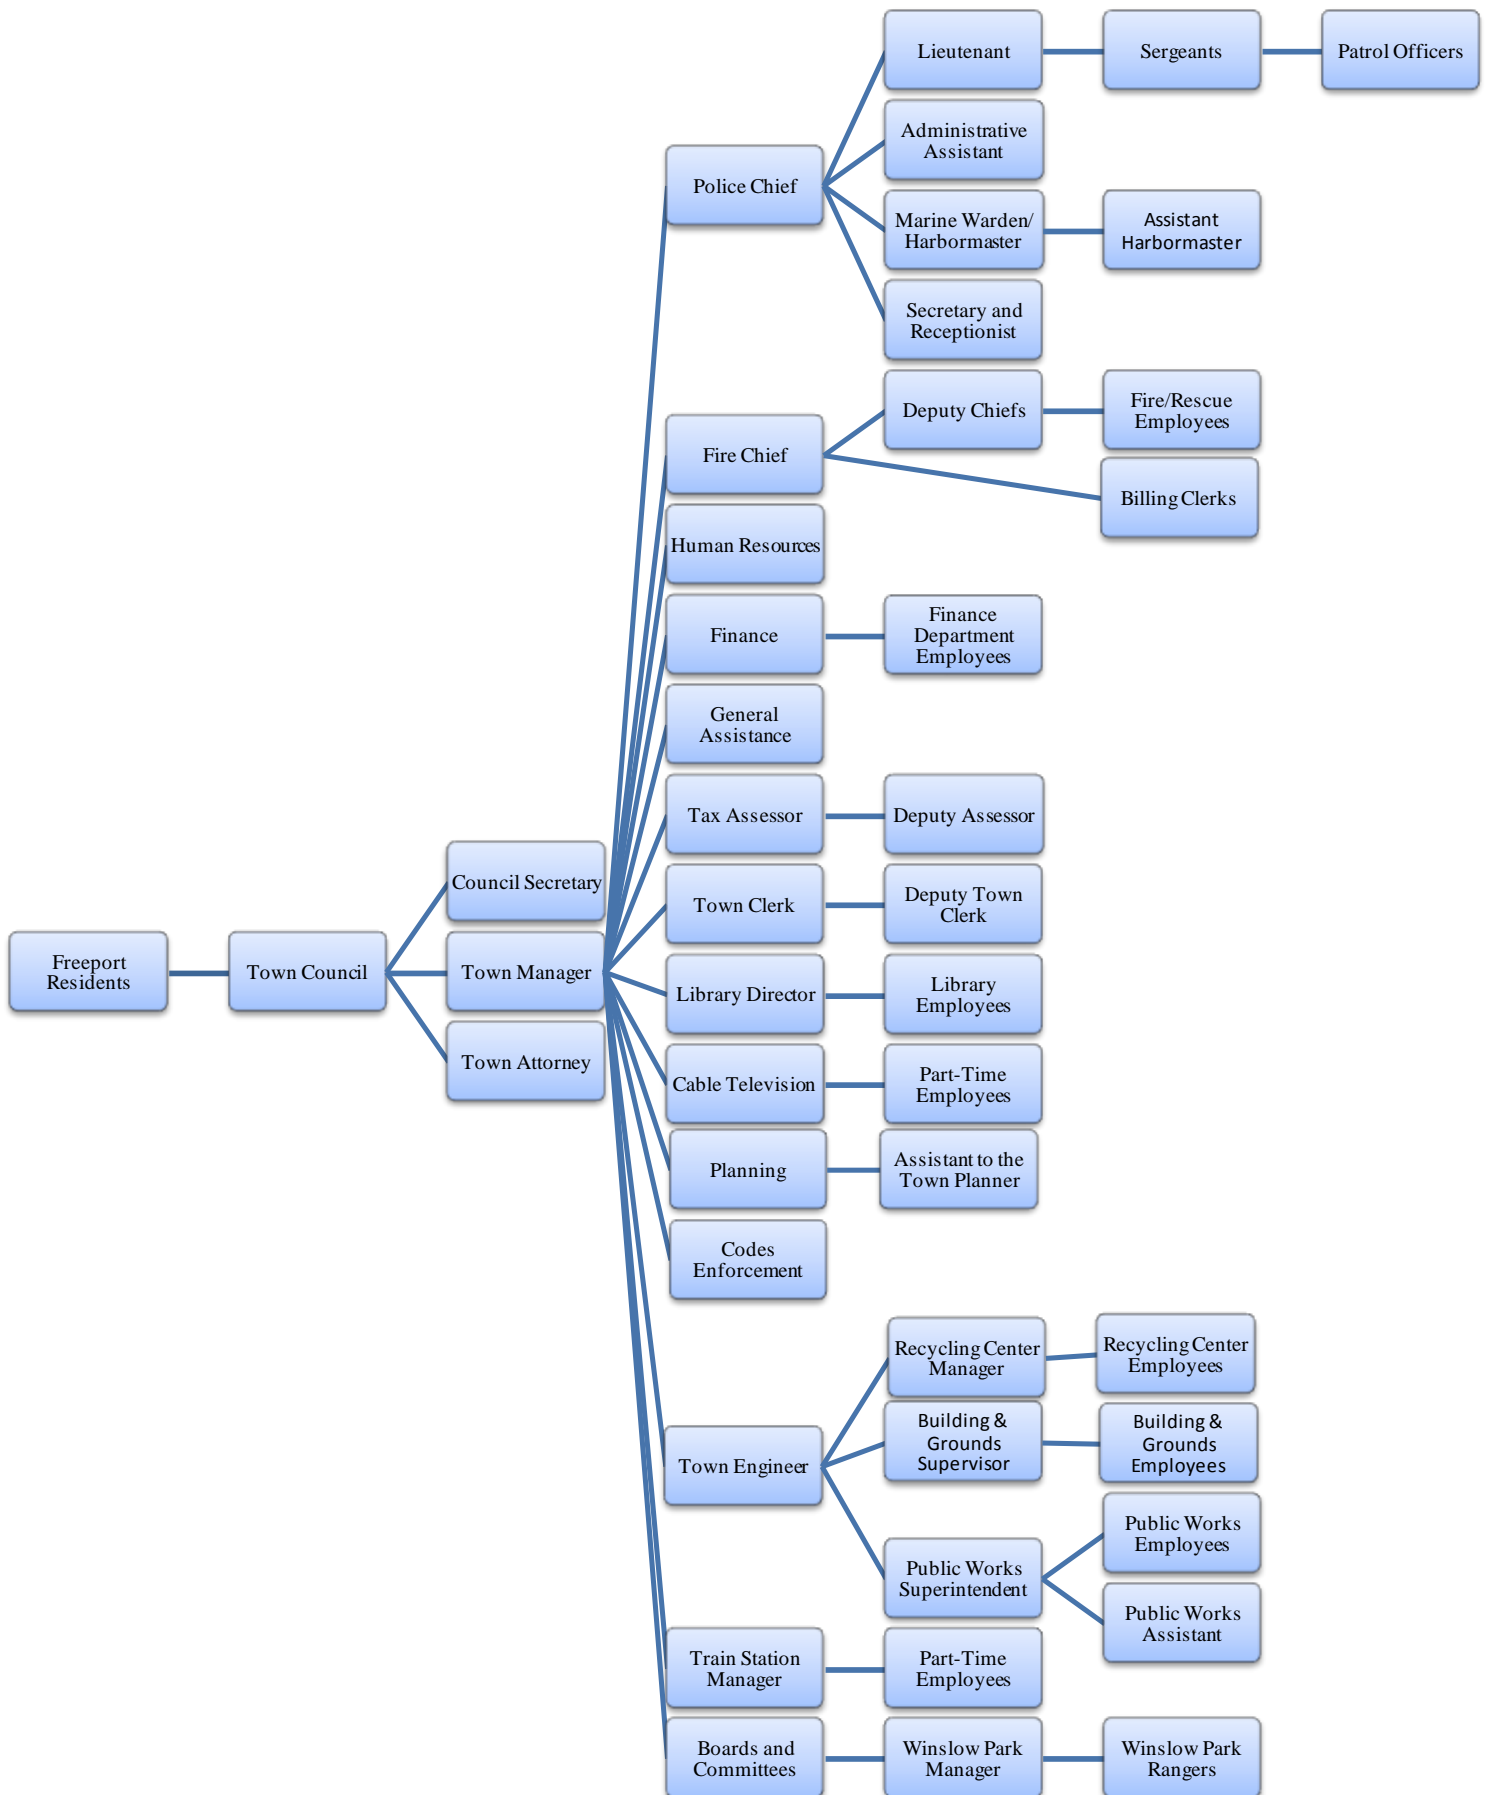 Lieutenant
Sergeants
Patrol Officers
Administrative
Assistant
Police Chief
Marine Warden/
Harbormaster
Assistant
Harbormaster
Secretary and
Receptionist
Deputy Chiefs
Fire/Rescue
Employees
Fire Chief
Billing Clerks
Human Resources
Finance
Finance
Department
Employees
General
Assistance
Tax Assessor
Deputy Assessor
Council Secretary
Town Clerk
Deputy Town
Clerk
Freeport
Residents
Town Council
Town Manager
Library Director
Library
Employees
Town Attorney
Cable Television
Part-Time
Employees
Planning
Assistant to the
Town Planner
Codes
Enforcement
Recycling Center
Manager
Recycling Center
Employees
Building &
Grounds
Supervisor
Building &
Grounds
Employees
Town Engineer
Public Works
Employees
Public Works
Superintendent
Public Works
Assistant
Train Station
Manager
Part-Time
Employees
Boards and
Committees
Winslow Park
Manager
Winslow Park
Rangers